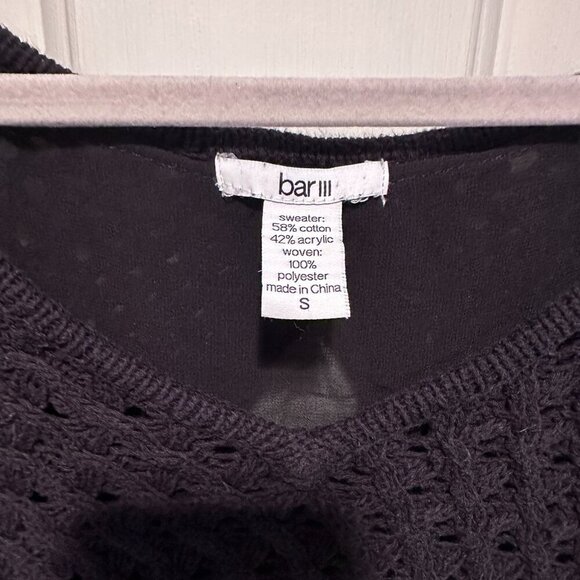 bar III
sweater:
58% cotton
42% acrylic
woven:
100%
polyester
made in China
S